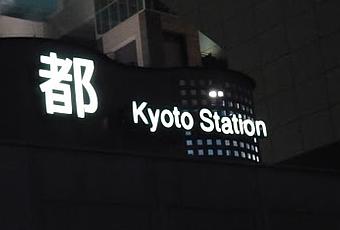 都
Kyoto Station